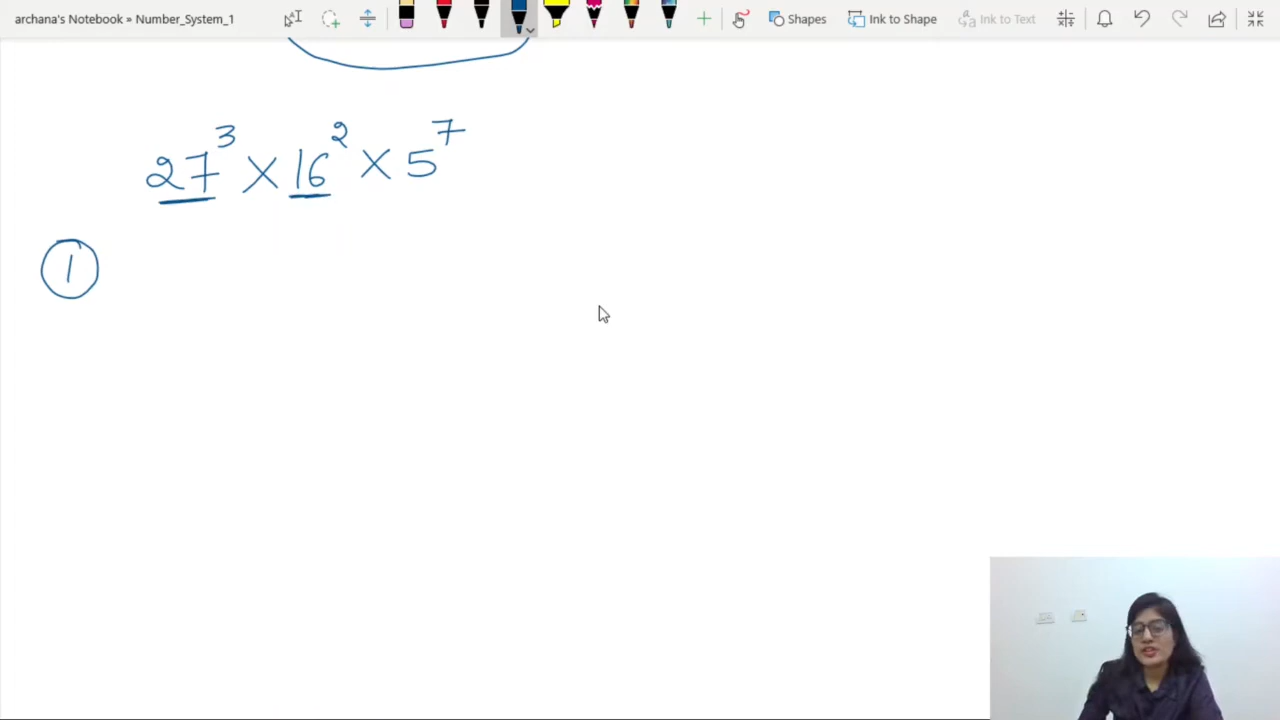 archana's Notebook » Number_System_1 Shapes Ink to Shape Ink to Text
27³ × 16² × 5⁷
1